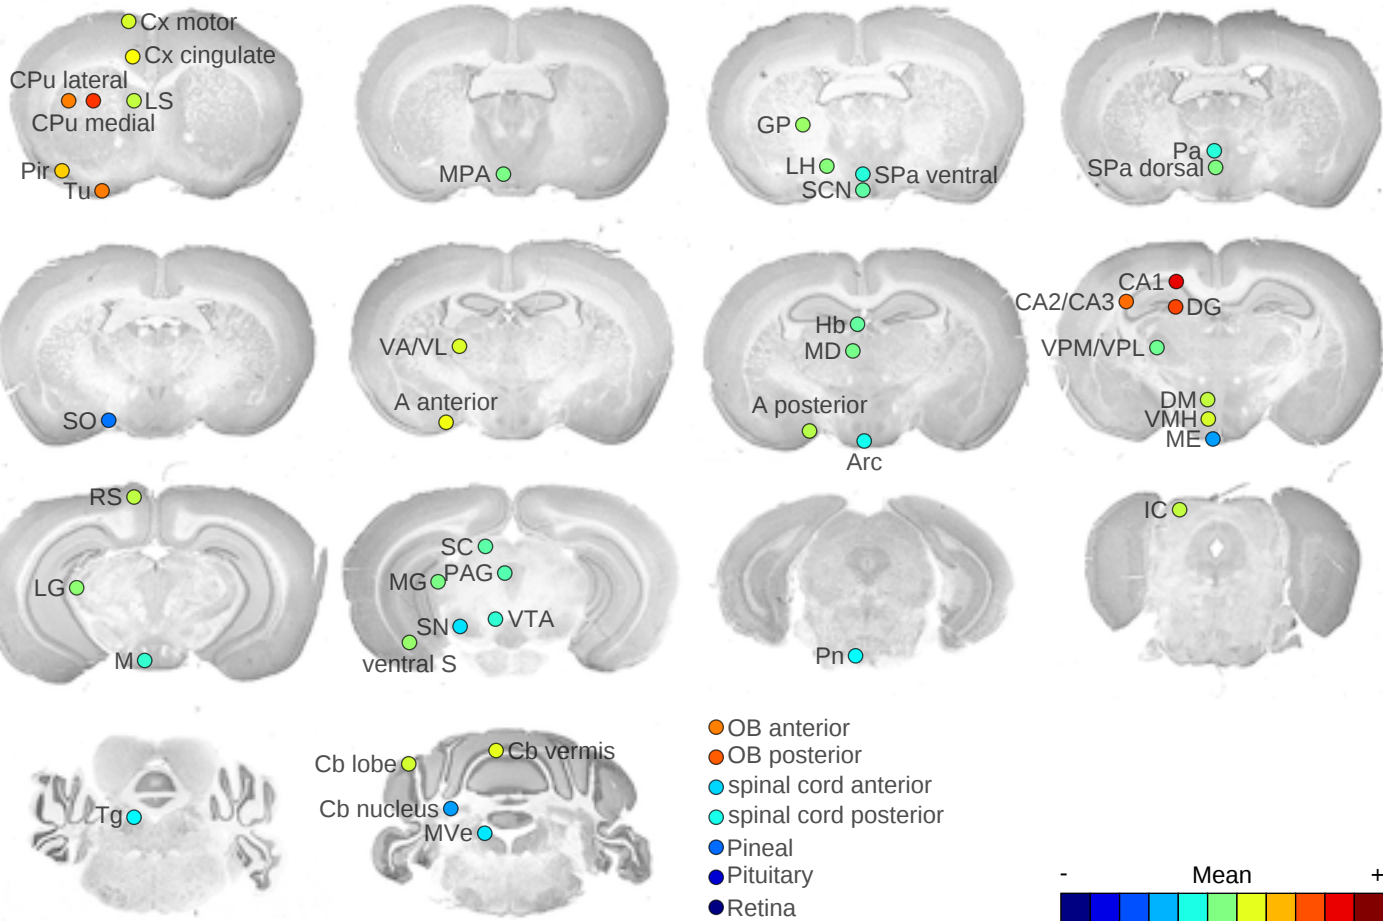 Cx motor
Cx cingulate
CPu lateral
LS
CPu medial
Pir
Tu
MPA
GP
LH
SPa ventral
SCN
Pa
SPa dorsal
SO
VA/VL
A anterior
Hb
MD
A posterior
Arc
CA1
CA2/CA3
DG
VPM/VPL
DM
VMH
ME
RS
LG
M
SC
MG
PAG
SN
VTA
ventral S
Pn
IC
Tg
Cb lobe
Cb vermis
Cb nucleus
MVe
OB anterior
OB posterior
spinal cord anterior
spinal cord posterior
Pineal
Pituitary
Retina
- Mean +